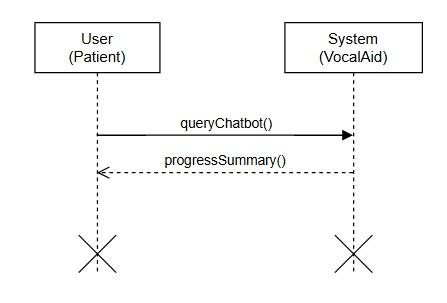 User
(Patient)
System
(VocalAid)
queryChatbot()
progressSummary()